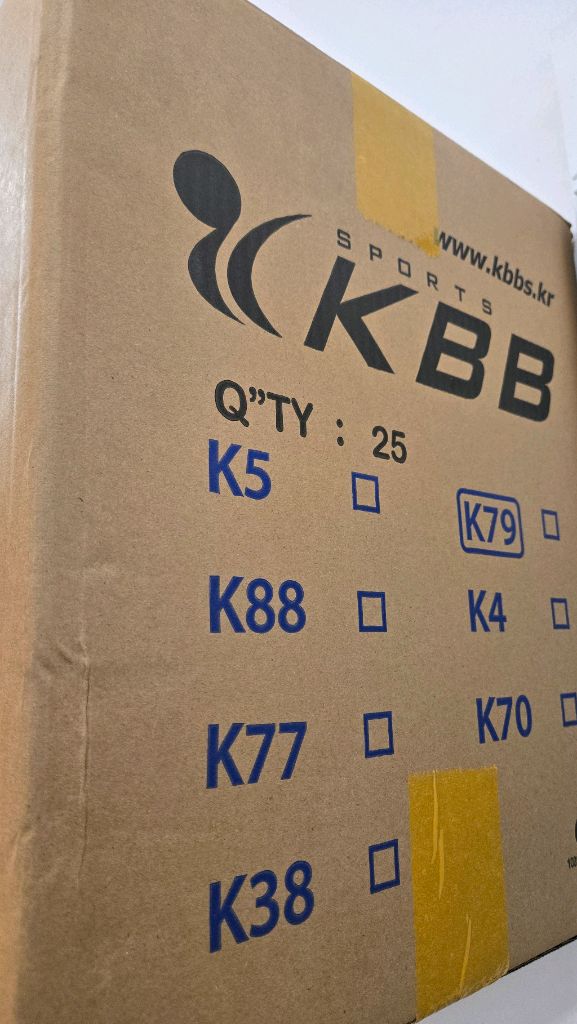 www.kbbs.kr
SPORTS
KBB
Q"TY : 25
K5 □ K79 □
K88 □ K4 □
K77 □ K70 □
K38 □